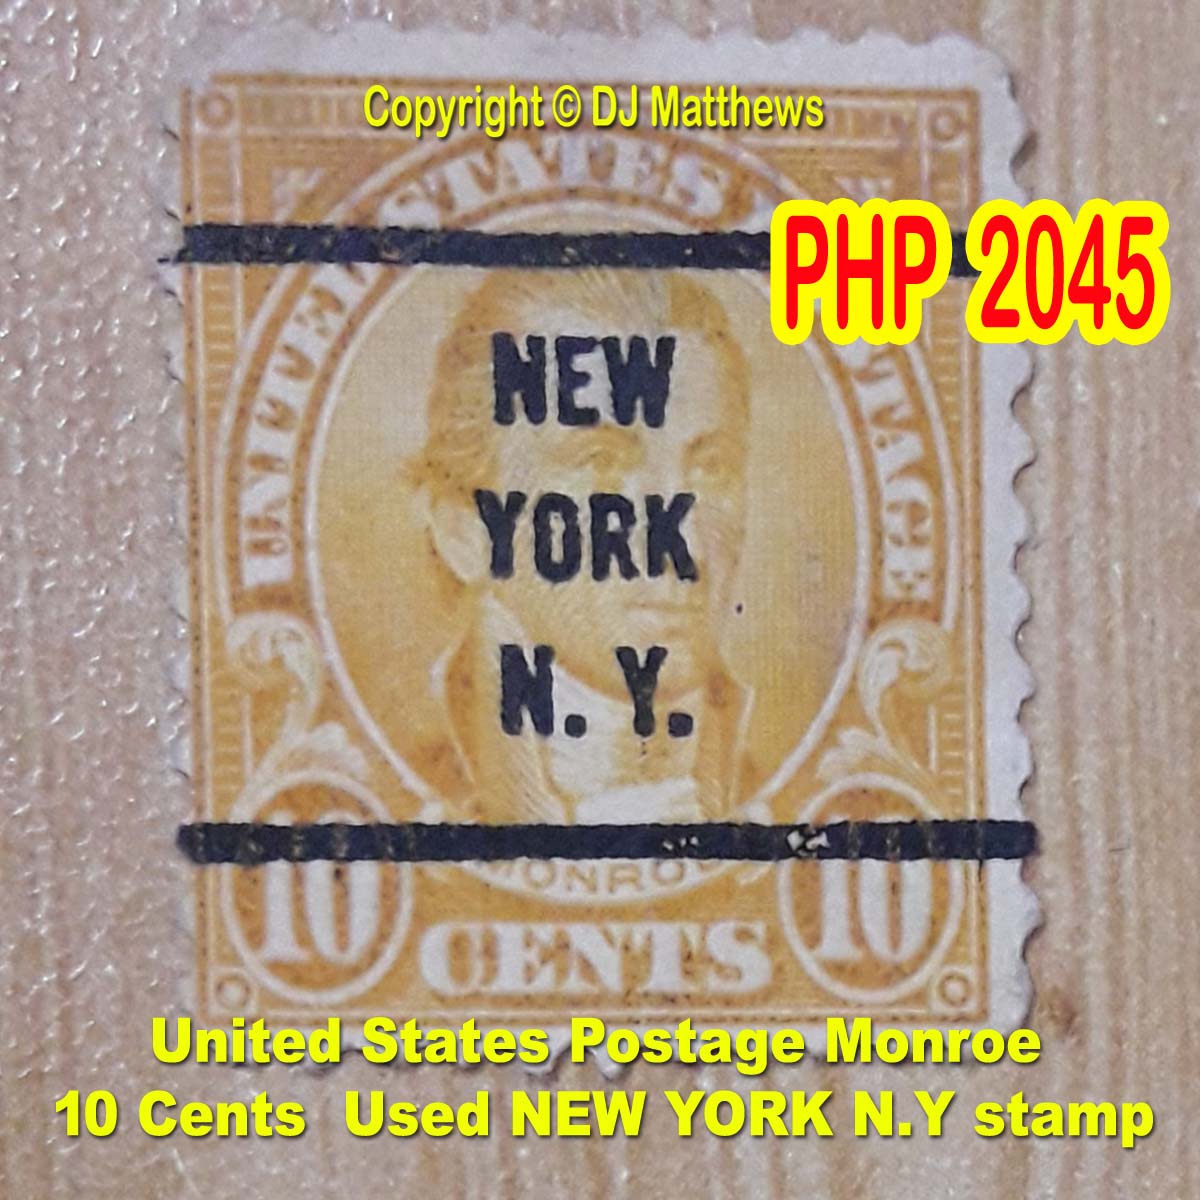 Copyright © DJ Matthews
UNITED STATES POSTAGE
PHP 2045
NEW
YORK
N. Y.
MONROE
10 CENTS 10
United States Postage Monroe
10 Cents Used NEW YORK N.Y stamp